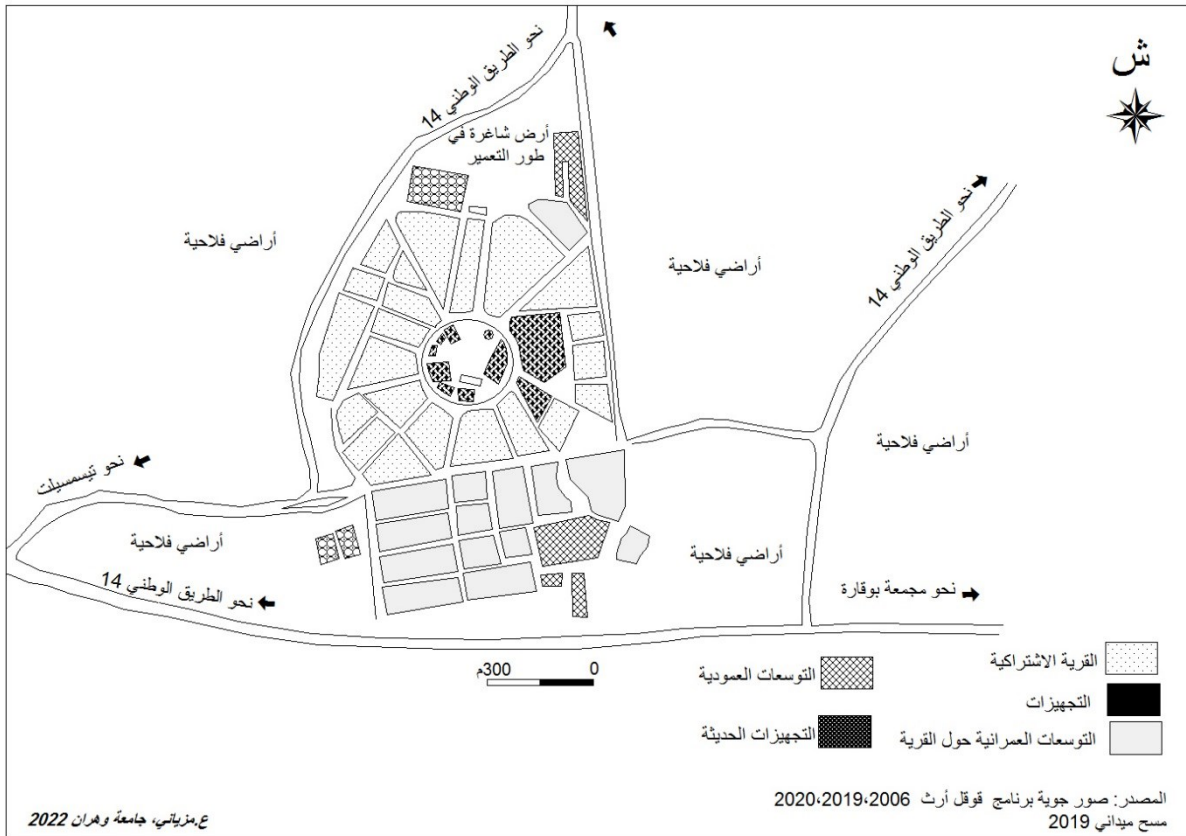 ش
نحو الطريق الوطني 14
أرض شاغرة في
طور التعمير
نحو الطريق الوطني 14
أراضي فلاحية
أراضي فلاحية
أراضي فلاحية
نحو تيسمسيلت
أراضي فلاحية
أراضي فلاحية
نحو الطريق الوطني 14
نحو مجمعة بوقارة
300م
0
القرية الاشتراكية
التجهيزات
التوسعات العمرانية حول القرية
التوسعات العمودية
التجهيزات الحديثة
المصدر: صور جوية برنامج قوقل أرث 2006،2019،2020
مسح ميداني 2019
ع.مزياني، جامعة وهران 2022